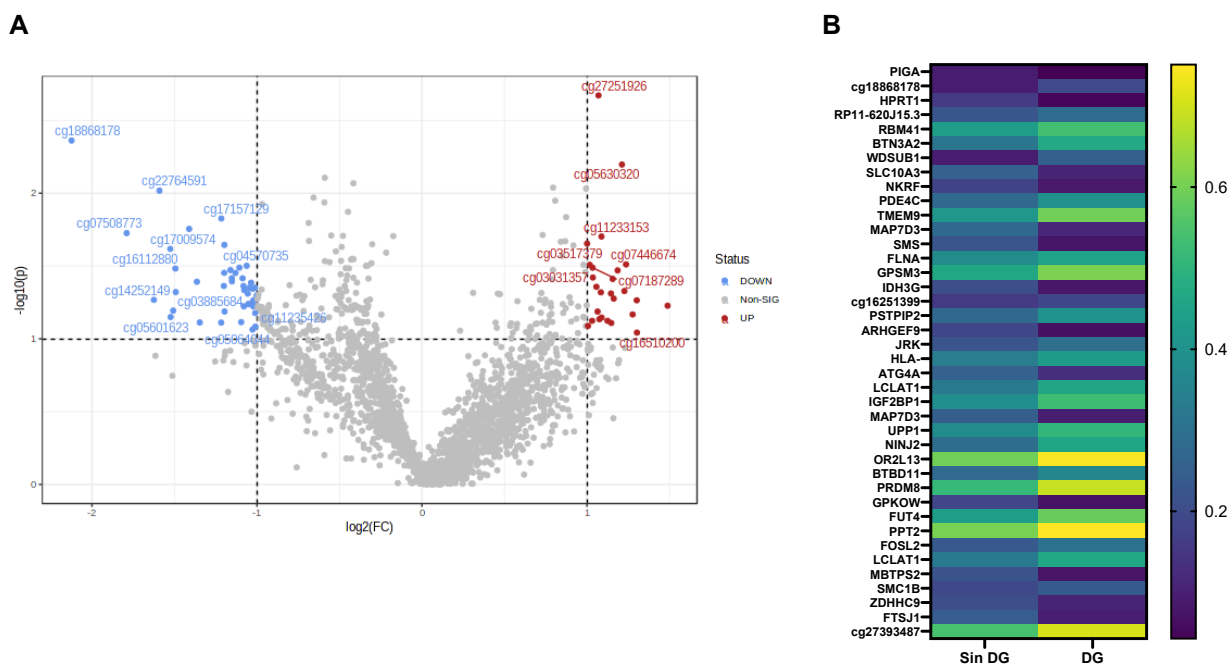 A
B
cg27251926
cg18868178
cg05630320
cg22764591
cg17157129
cg07508773
cg11233153
cg17009574
cg03517379
cg07446674
cg16112880
cg04570735
cg03031357
cg07187289
cg14252149
cg03885684
cg11235426
cg05601623
cg16510200
2
1
0
-2
-1
0
1
-log10(p)
log2(FC)
Status
DOWN
Non-SIG
UP
PIGA
cg18868178
HPRT1
RP11-620J15.3
RBM41
BTN3A2
WDSUB1
SLC10A3
NKRF
PDE4C
TMEM9
MAP7D3
SMS
FLNA
GPSM3
IDH3G
cg16251399
PSTPIP2
ARHGEF9
JRK
HLA-
ATG4A
LCLAT1
IGF2BP1
MAP7D3
UPP1
NINJ2
OR2L13
BTBD11
PRDM8
GPKOW
FUT4
PPT2
FOSL2
LCLAT1
MBTPS2
SMC1B
ZDHHC9
FTSJ1
cg27393487
Sin DG
DG
0.6
0.4
0.2